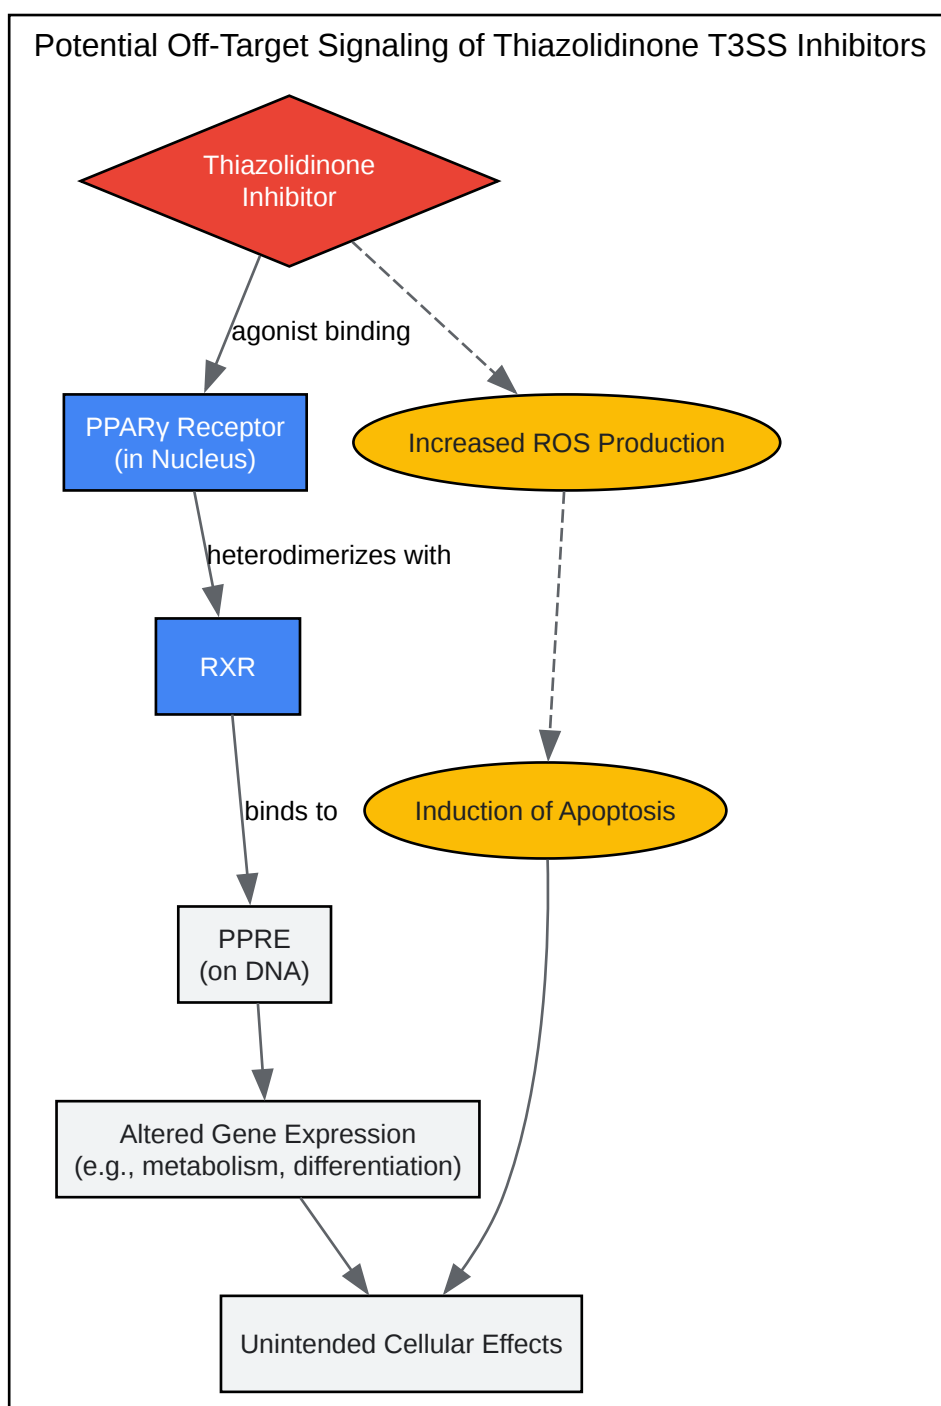 Potential Off-Target Signaling of Thiazolidinone T3SS Inhibitors
Thiazolidinone
Inhibitor
agonist binding
PPARγ Receptor
(in Nucleus)
Increased ROS Production
heterodimerizes with
RXR
binds to
Induction of Apoptosis
PPRE
(on DNA)
Altered Gene Expression
(e.g., metabolism, differentiation)
Unintended Cellular Effects